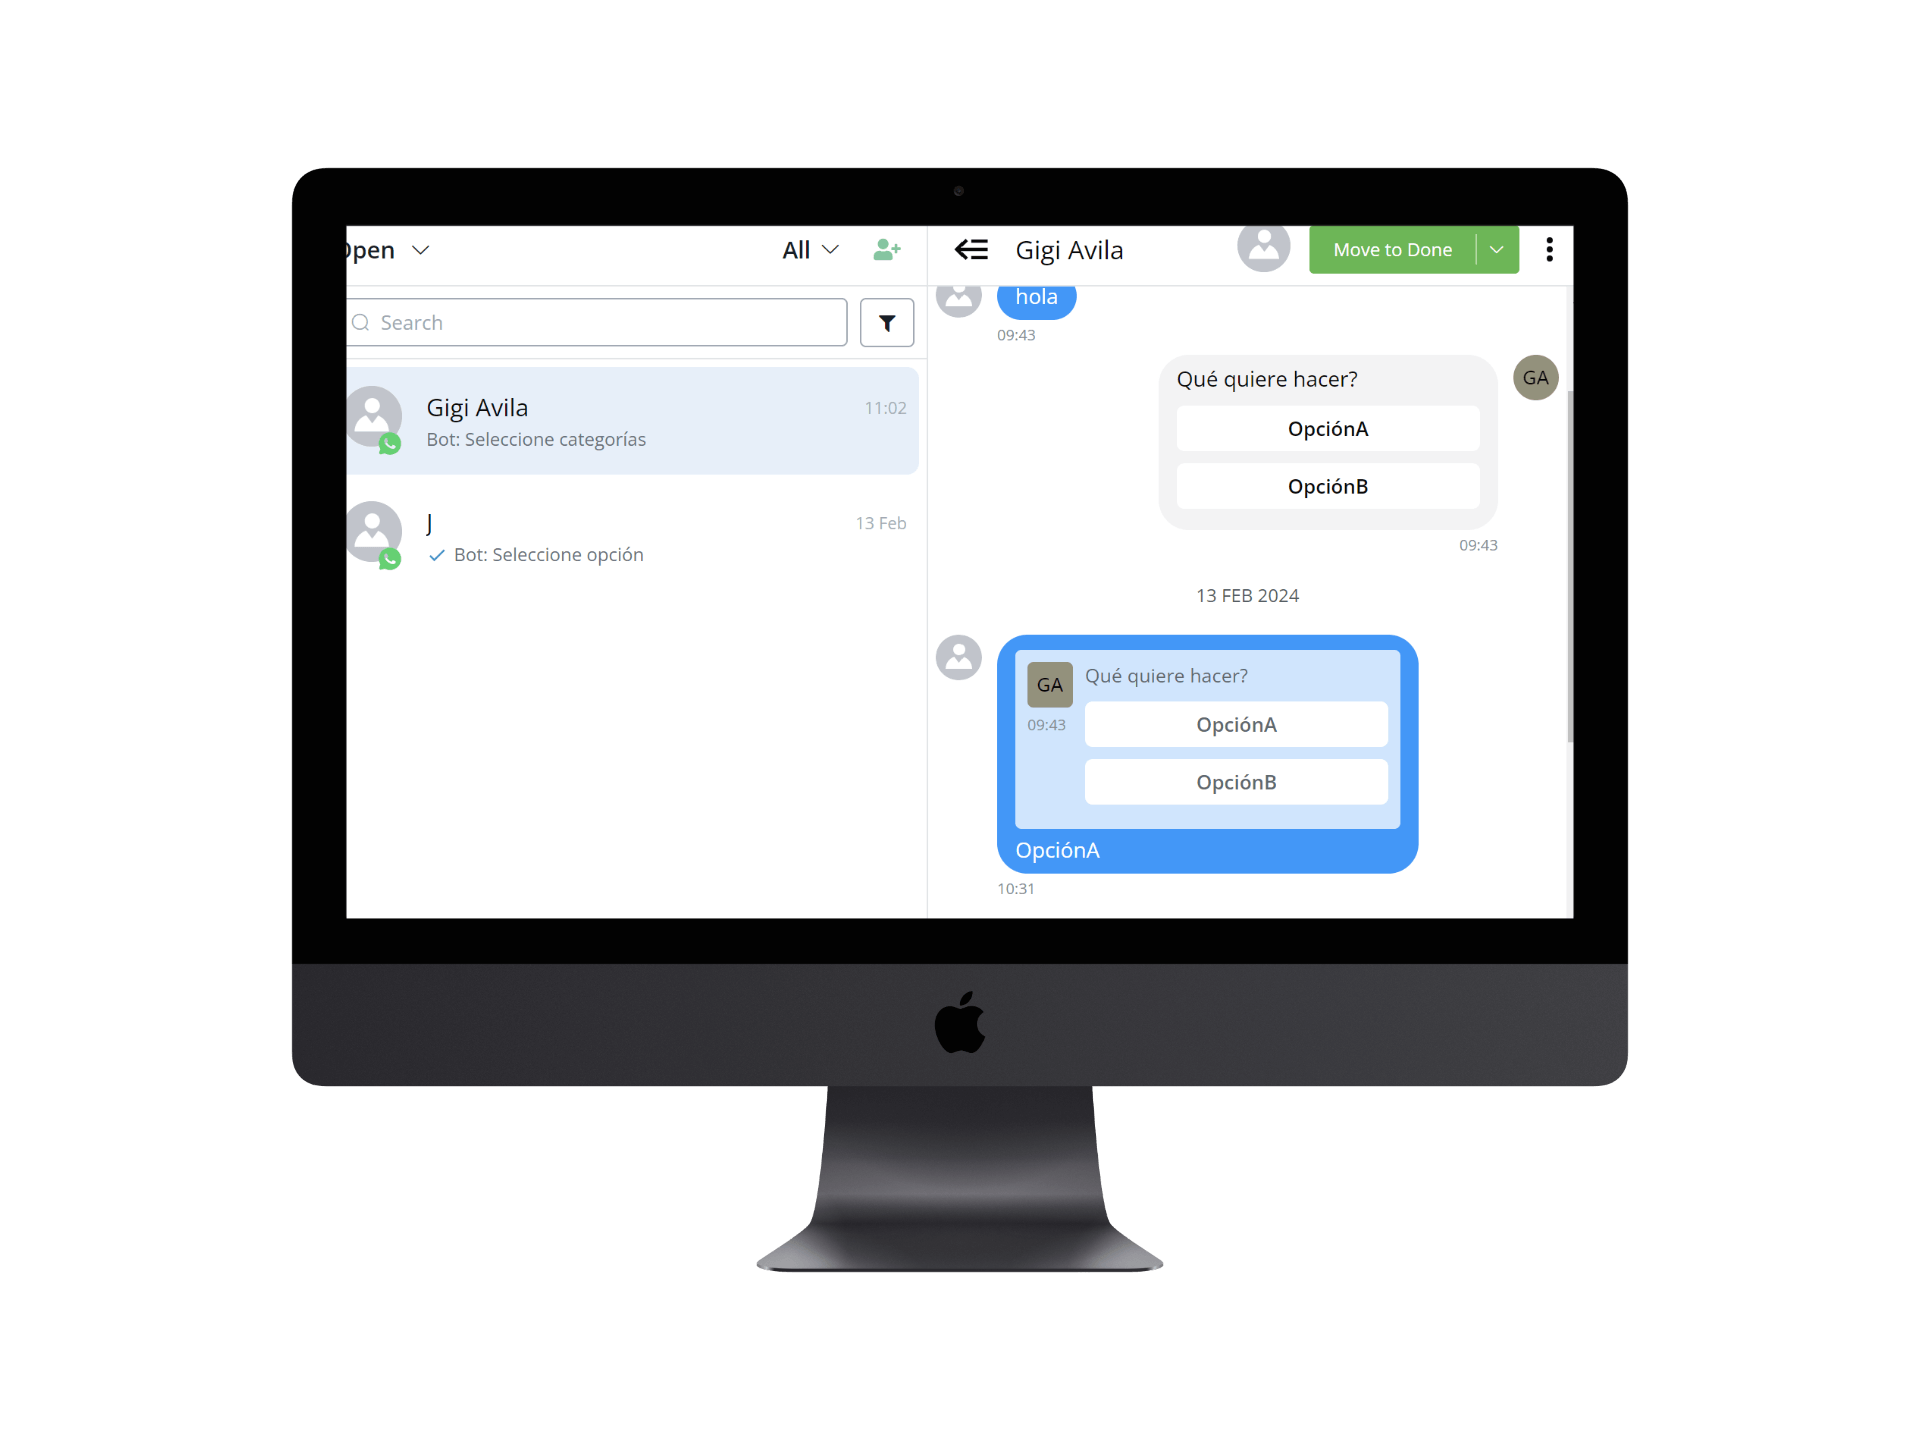 Open
All
Search
Gigi Avila
11:02
Bot: Seleccione categorías
J
13 Feb
Bot: Seleccione opción
Gigi Avila
Move to Done
hola
09:43
Qué quiere hacer?
GA
OpciónA
OpciónB
09:43
13 FEB 2024
GA
Qué quiere hacer?
09:43
OpciónA
OpciónB
OpciónA
10:31